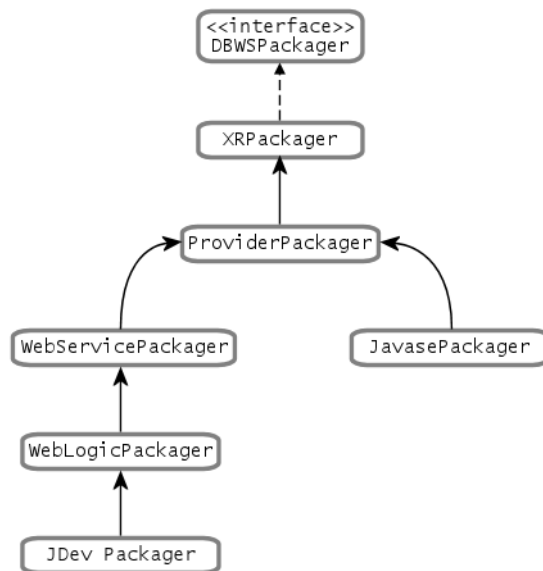 <<interface>>
DBWSPackager
XRPackager
ProviderPackager
WebServicePackager
JavasePackager
WebLogicPackager
JDev Packager